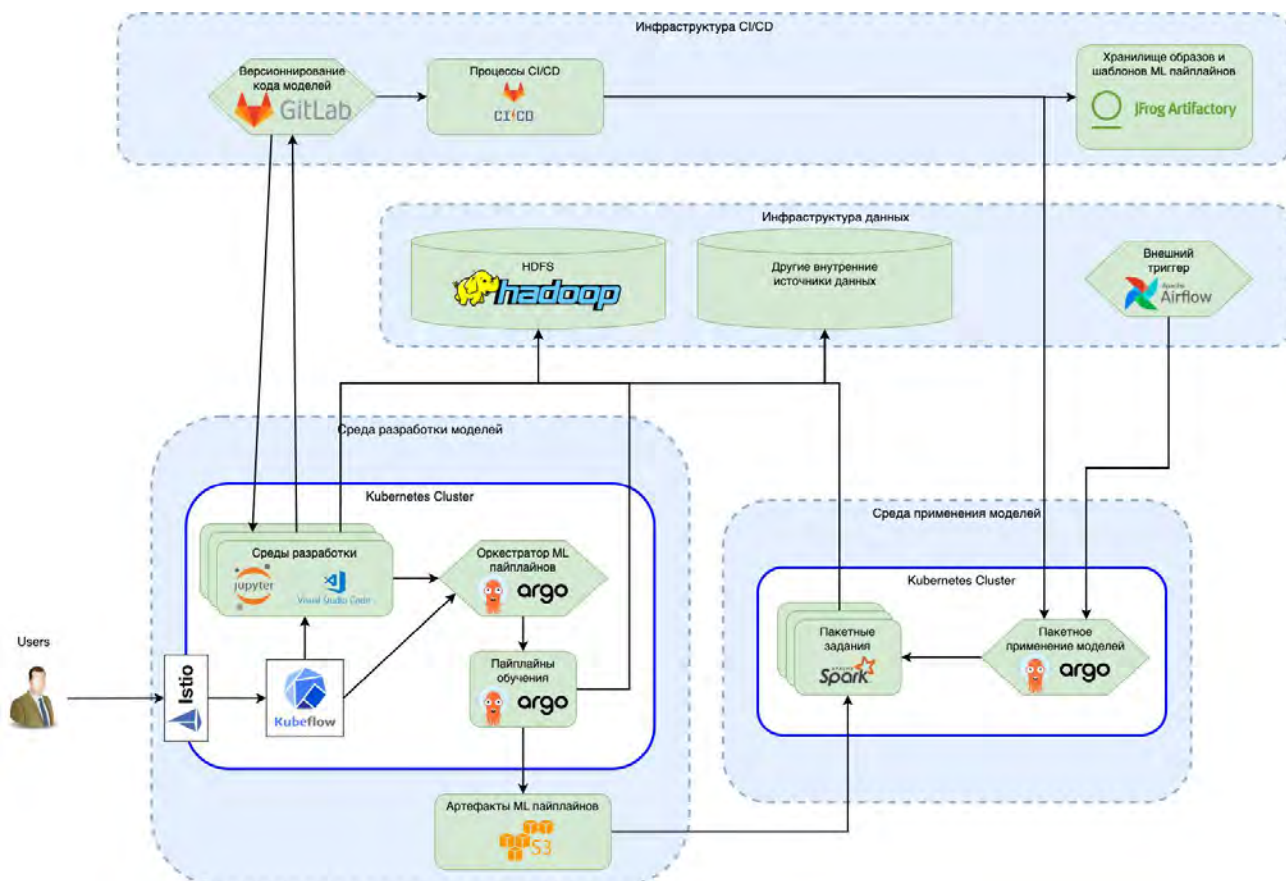 Инфраструктура CI/CD
Версионнирование
кода моделей
GitLab
Процессы CI/CD
CI CD
Хранилище образов и
шаблонов ML пайплайнов
JFrog Artifactory
Инфраструктура данных
HDFS
hadoop
Другие внутренние
источники данных
Внешний
триггер
Apache
Airflow
Среда разработки моделей
Kubernetes Cluster
Среды разработки
jupyter
Visual Studio Code
Оркестратор ML
пайплайнов
argo
Пайплайны
обучения
argo
Users
Istio
Kubeflow
Артефакты ML пайплайнов
S3
Среда применения моделей
Kubernetes Cluster
Пакетные
задания
APACHE
Spark
Пакетное
применение моделей
argo